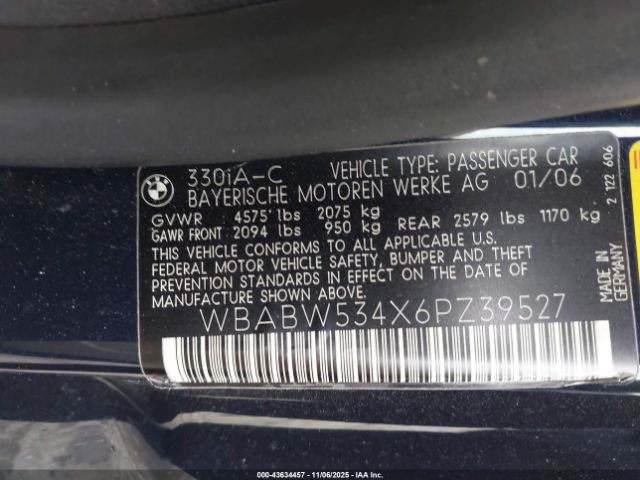 330iA-C VEHICLE TYPE: PASSENGER CAR
BAYERISCHE MOTOREN WERKE AG 01/06
GVWR 4575 lbs 2075 kg
GAWR FRONT 2094 lbs 950 kg REAR 2579 lbs 1170 kg
THIS VEHICLE CONFORMS TO ALL APPLICABLE U.S.
FEDERAL MOTOR VEHICLE SAFETY, BUMPER AND THEFT
PREVENTION STANDARDS IN EFFECT ON THE DATE OF
MANUFACTURE SHOWN ABOVE.
WBABW534X6PZ39527
2 122 606
MADE IN
GERMANY
000-43634457 - 11/06/2025 - IAA Inc.